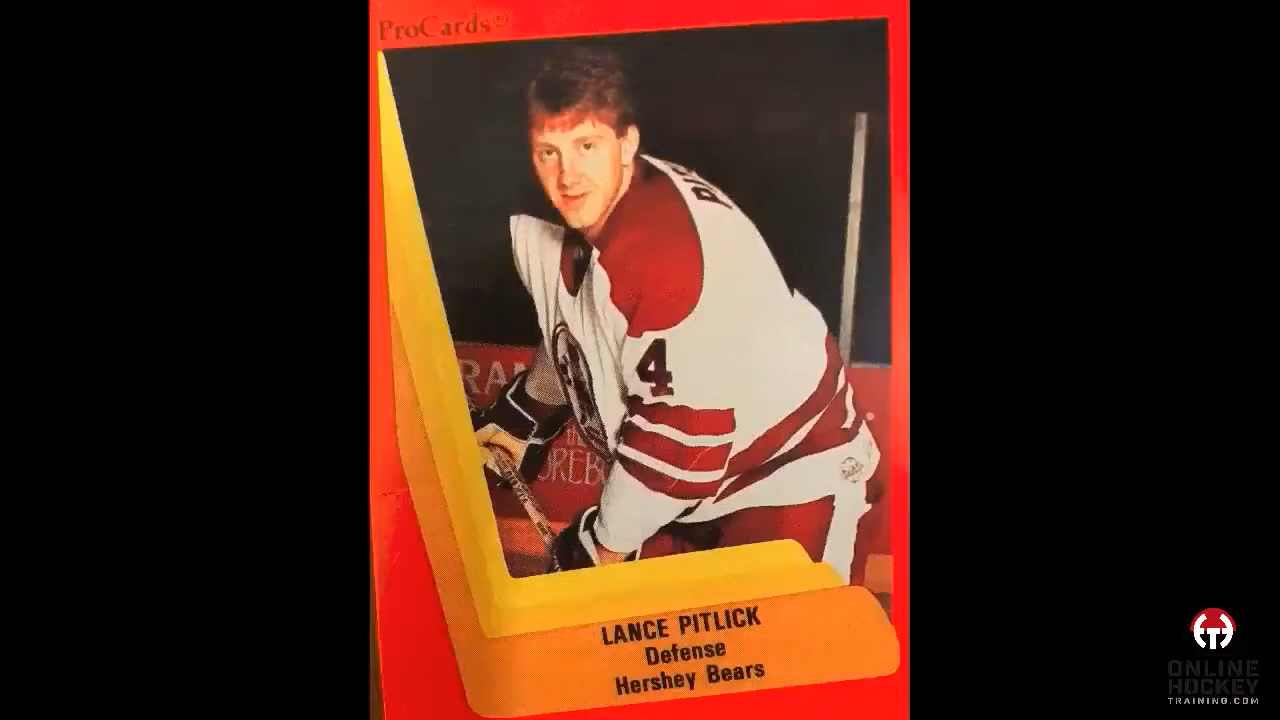 ProCards®
4
LANCE PITLICK
Defense
Hershey Bears
ONLINE
HOCKEY
TRAINING.COM